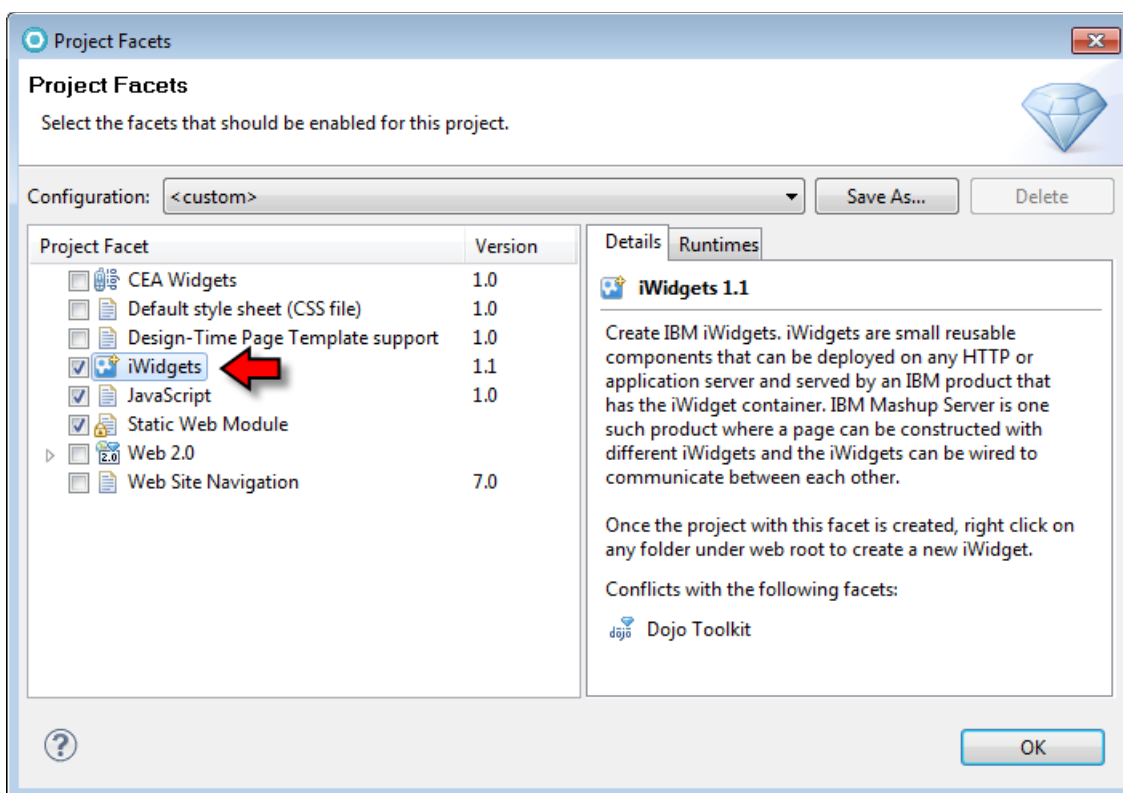 Project Facets
Project Facets
Select the facets that should be enabled for this project.
Configuration: <custom> Save As... Delete
Project Facet Version
CEA Widgets 1.0
Default style sheet (CSS file) 1.0
Design-Time Page Template support 1.0
iWidgets 1.1
JavaScript 1.0
Static Web Module
2.0 Web 2.0
Web Site Navigation 7.0
Details Runtimes
iWidgets 1.1
Create IBM iWidgets. iWidgets are small reusable
components that can be deployed on any HTTP or
application server and served by an IBM product that
has the iWidget container. IBM Mashup Server is one
such product where a page can be constructed with
different iWidgets and the iWidgets can be wired to
communicate between each other.
Once the project with this facet is created, right click on
any folder under web root to create a new iWidget.
Conflicts with the following facets:
dojo Dojo Toolkit
?
OK